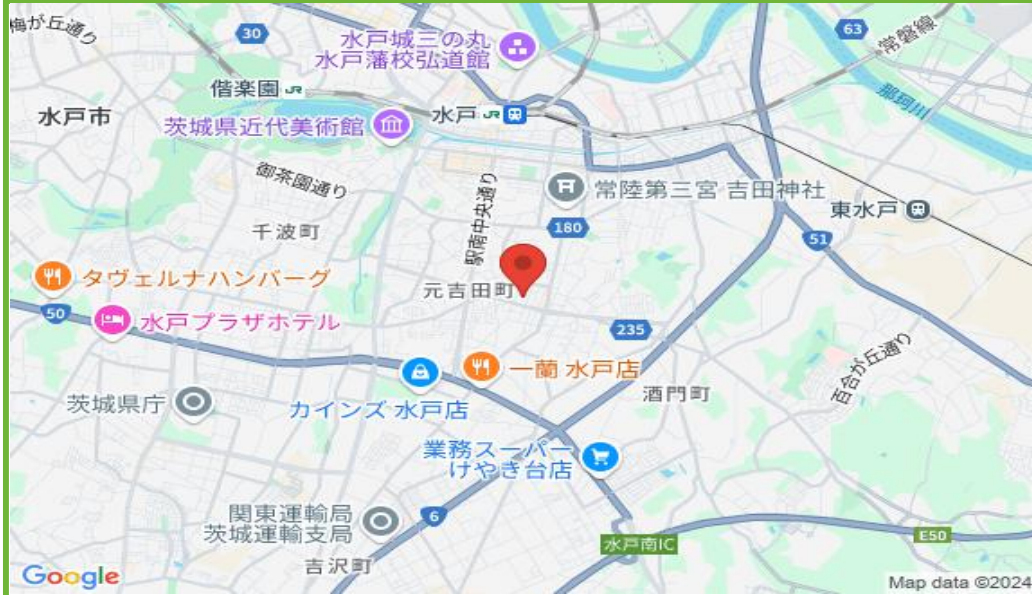 梅が丘通り
30
水戸城三の丸
水戸藩校弘道館
63
常磐線
偕楽園 JR
水戸 JR
那珂川
水戸市
茨城県近代美術館
御茶園通り
駅南中央通り
常陸第三宮 吉田神社
東水戸
千波町
180
51
タヴェルナハンバーグ
元吉田町
50
水戸プラザホテル
235
一蘭 水戸店
酒門町
百合が丘通り
茨城県庁
カインズ 水戸店
業務スーパー
けやき台店
関東運輸局
茨城運輸支局
6
水戸南IC
E50
吉沢町
Google
Map data ©2024